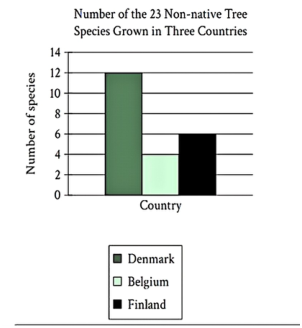 Number of the 23 Non-native Tree
Species Grown in Three Countries
Number of species
14
12
10
8
6
4
2
0
Country
Denmark
Belgium
Finland